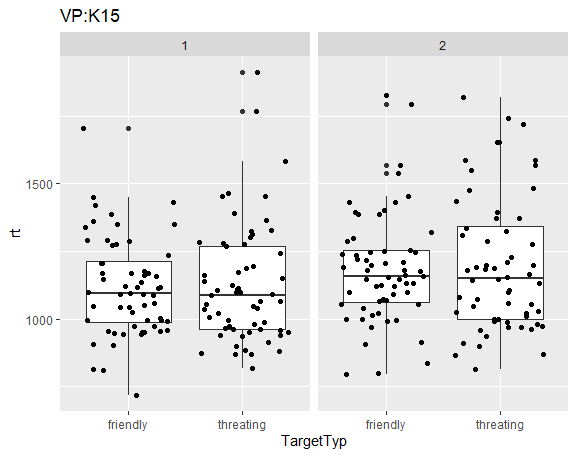 VP:K15
1 2
rt
1500
1000
friendly threating friendly threating
TargetTyp